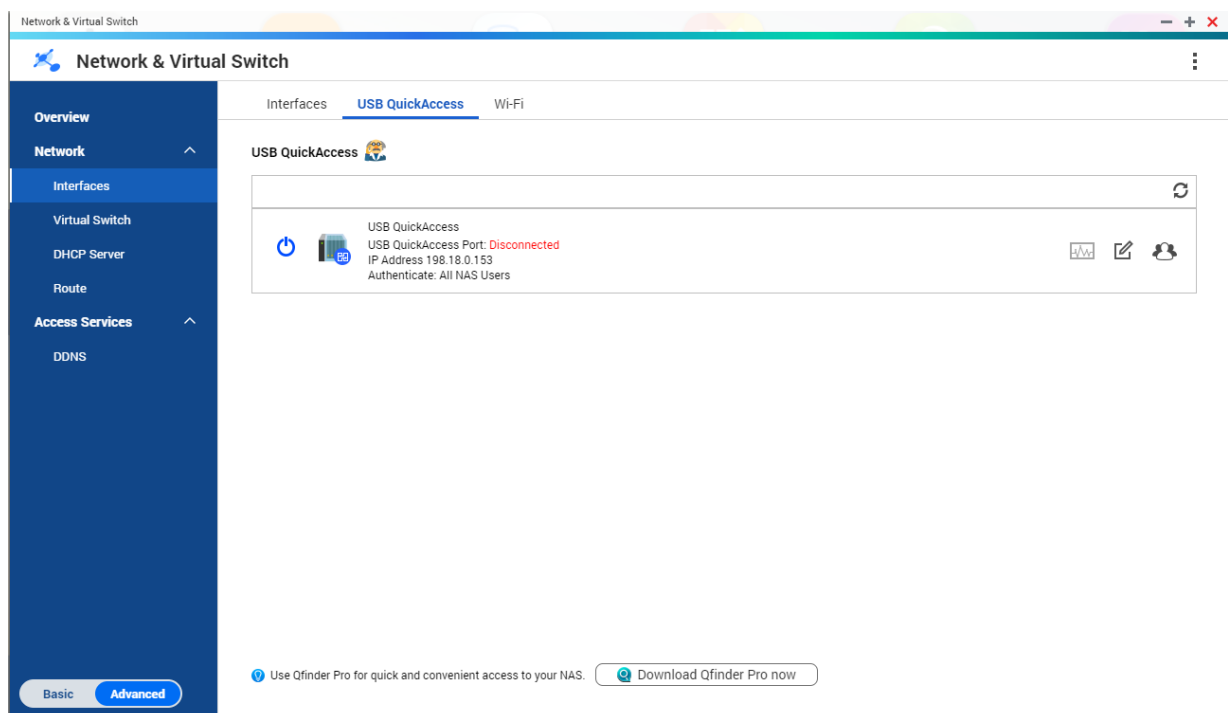 Network & Virtual Switch
Network & Virtual Switch
Overview
Network
Interfaces
Virtual Switch
DHCP Server
Route
Access Services
DDNS
Basic Advanced
Interfaces USB QuickAccess Wi-Fi
USB QuickAccess
USB QuickAccess
USB QuickAccess Port: Disconnected
IP Address 198.18.0.153
Authenticate: All NAS Users
Use Qfinder Pro for quick and convenient access to your NAS. Download Qfinder Pro now